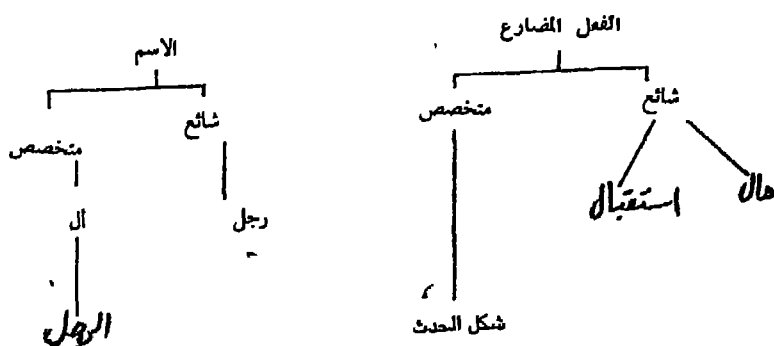 الفعل المضارع
شائع
متخصص
حال
استقبال
شكل الحدث
الاسم
شائع
متخصص
رجل
ال
الرجل